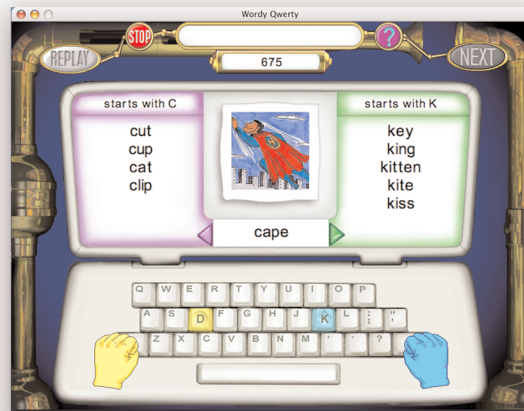 Wordy Qwerty
STOP
?
REPLAY
NEXT
675
starts with C
cut
cup
cat
clip
starts with K
key
king
kitten
kite
kiss
cape
Q W E R T Y U I O P
A S D F G H J K L ; '
Z X C V B N M , . ?